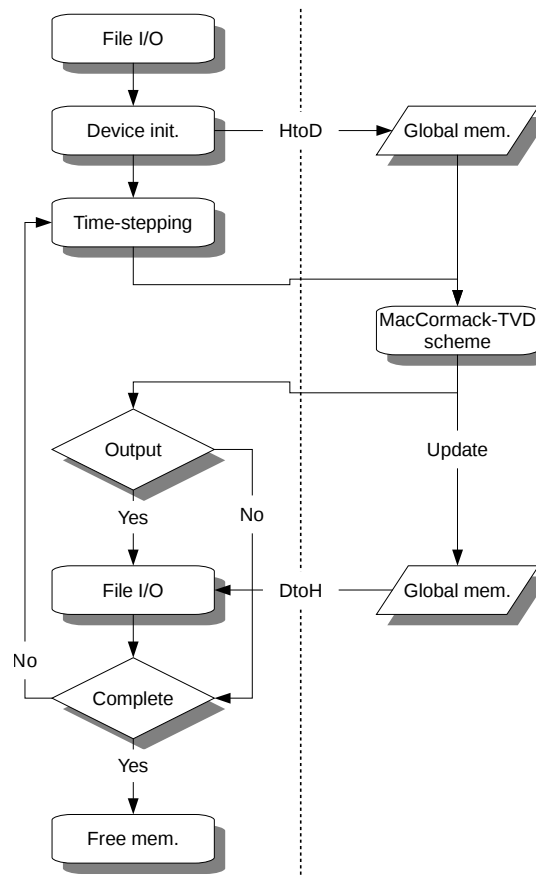 File I/O
Device init.
HtoD
Global mem.
Time-stepping
MacCormack-TVD
scheme
Output
Update
Yes
No
File I/O
DtoH
Global mem.
No
Complete
Yes
Free mem.